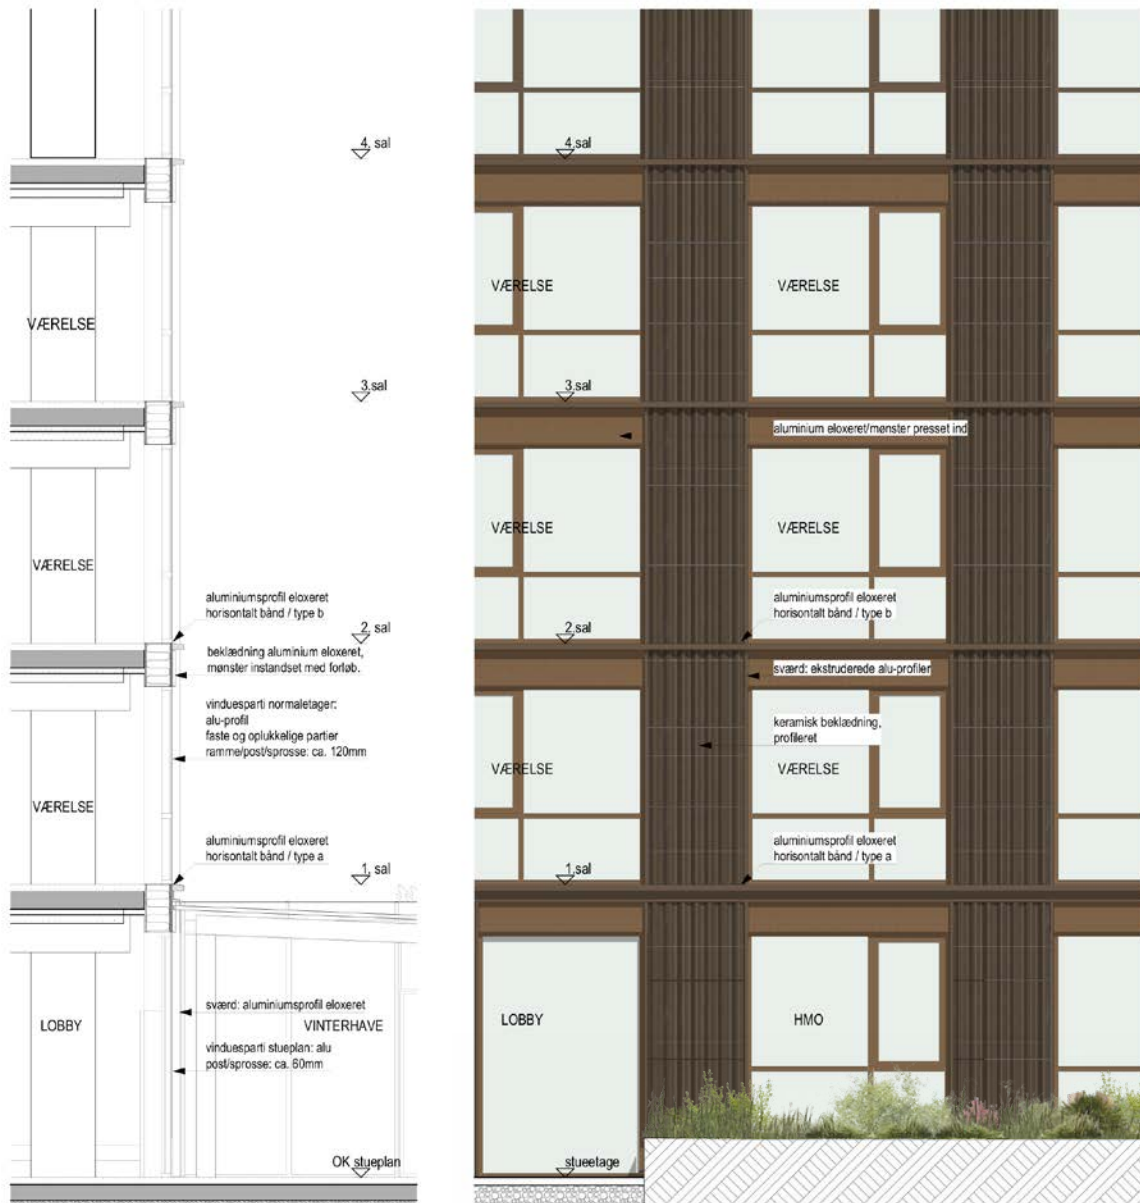 4. sal
VÆRELSE
3.sal
VÆRELSE
aluminiumsprofil eloxeret
horisontalt bånd / type b
2. sal
beklædning aluminium eloxeret,
mønster instandset med forløb.
vinduesparti normaletager:
alu-profil
faste og oplukkelige partier
ramme/post/sprosse: ca. 120mm
VÆRELSE
aluminiumsprofil eloxeret
horisontalt bånd / type a
1. sal
sværd: aluminiumsprofil eloxeret
LOBBY
VINTERHAVE
vinduesparti stueplan: alu
post/sprosse: ca. 60mm
OK stueplan
4. sal
VÆRELSE
VÆRELSE
3.sal
aluminium eloxeret/mønster presset ind
VÆRELSE
VÆRELSE
aluminiumsprofil eloxeret
horisontalt bånd / type b
2.sal
sværd: ekstruderede alu-profiler
keramisk beklædning,
profileret
VÆRELSE
VÆRELSE
aluminiumsprofil eloxeret
horisontalt bånd / type a
1.sal
LOBBY
HMO
stueetage